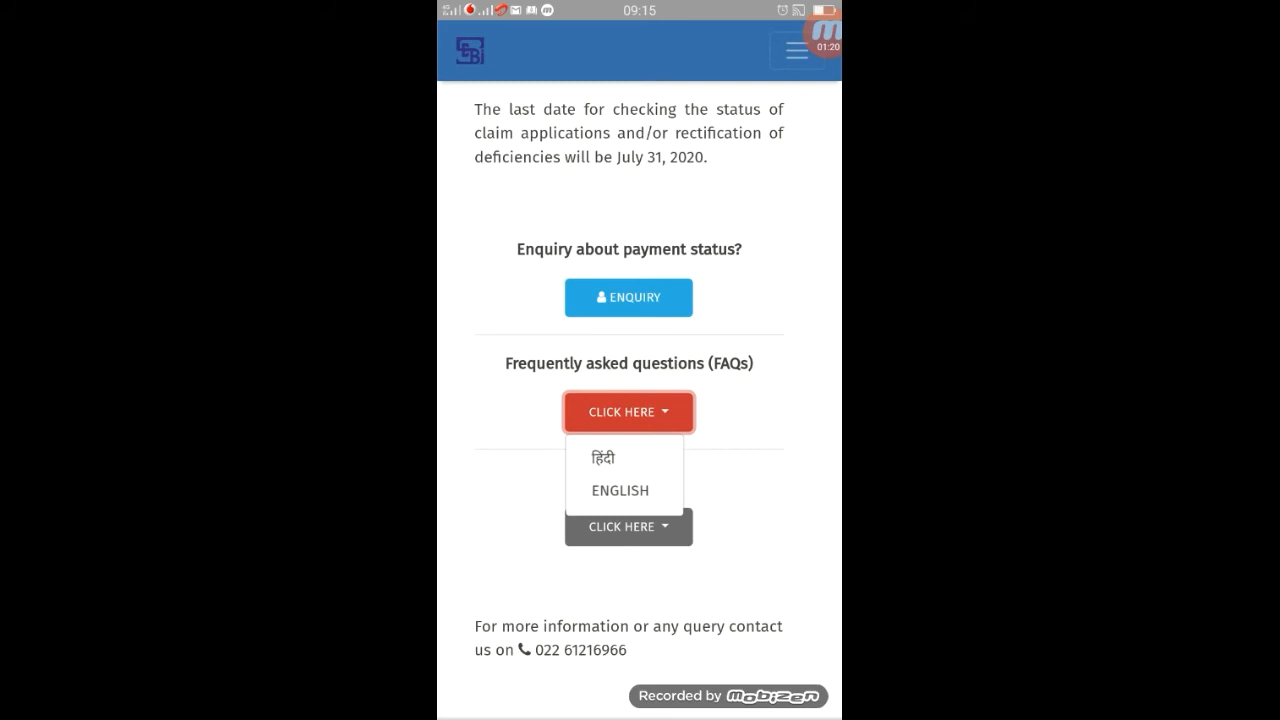 09:15
01:20
SEBI
The last date for checking the status of
claim applications and/or rectification of
deficiencies will be July 31, 2020.
Enquiry about payment status?
ENQUIRY
Frequently asked questions (FAQs)
CLICK HERE
हिंदी
ENGLISH
CLICK HERE
For more information or any query contact
us on 022 61216966
Recorded by mobizen